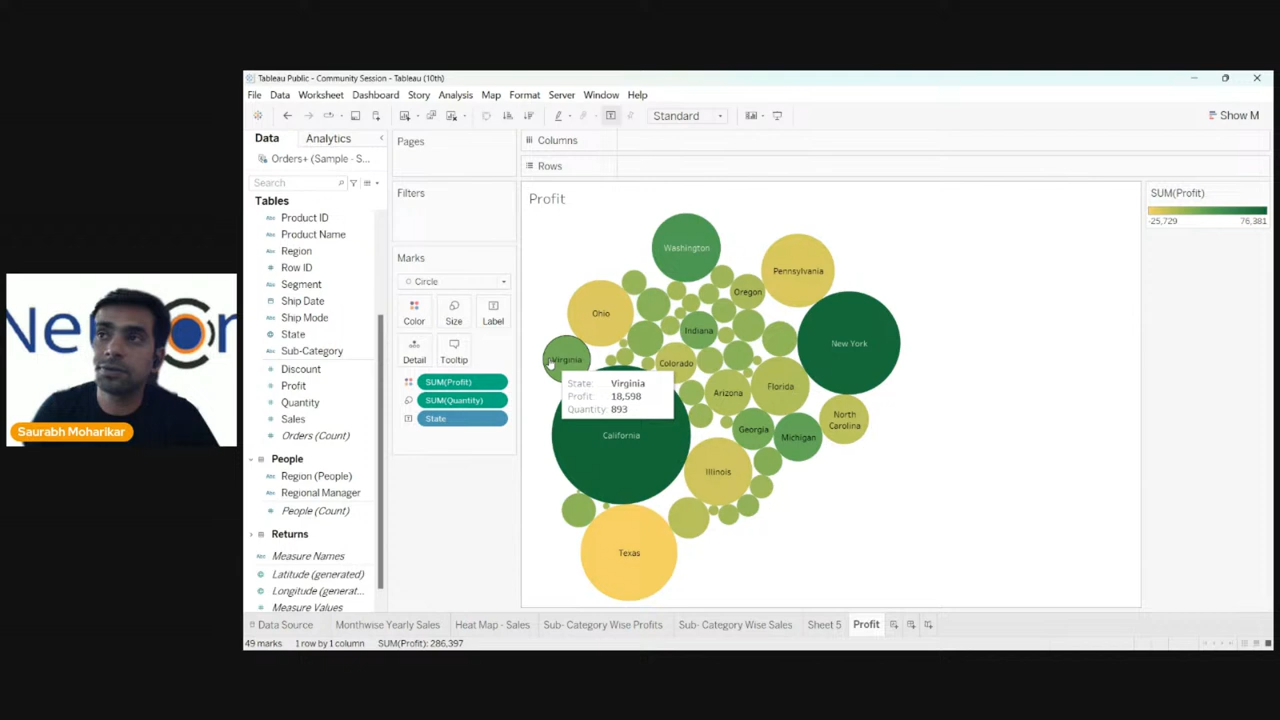 Tableau Public - Community Session - Tableau (10th)
File Data Worksheet Dashboard Story Analysis Map Format Server Window Help
Standard
Show M
Data Analytics
Orders+ (Sample - S...
Search
Tables
Product ID
Product Name
Region
Row ID
Segment
Ship Date
Ship Mode
State
Sub-Category
Discount
Profit
Quantity
Sales
Orders (Count)
People
Region (People)
Regional Manager
People (Count)
Returns
Measure Names
Latitude (generated)
Longitude (generat...
Measure Values
Pages
Filters
Marks
Circle
Color Size Label
Detail Tooltip
SUM(Profit)
SUM(Quantity)
State
Columns
Rows
Profit
Washington
Pennsylvania
Oregon
Ohio
Indiana
New York
Virginia
Colorado
State: Virginia
Profit: 18,598
Quantity: 893
Arizona
Florida
North
Carolina
California
Georgia
Michigan
Illinois
Texas
SUM(Profit)
-25,729 76,381
Saurabh Moharikar
Data Source Monthwise Yearly Sales Heat Map - Sales Sub- Category Wise Profits Sub- Category Wise Sales Sheet 5 Profit
49 marks 1 row by 1 column SUM(Profit): 286,397